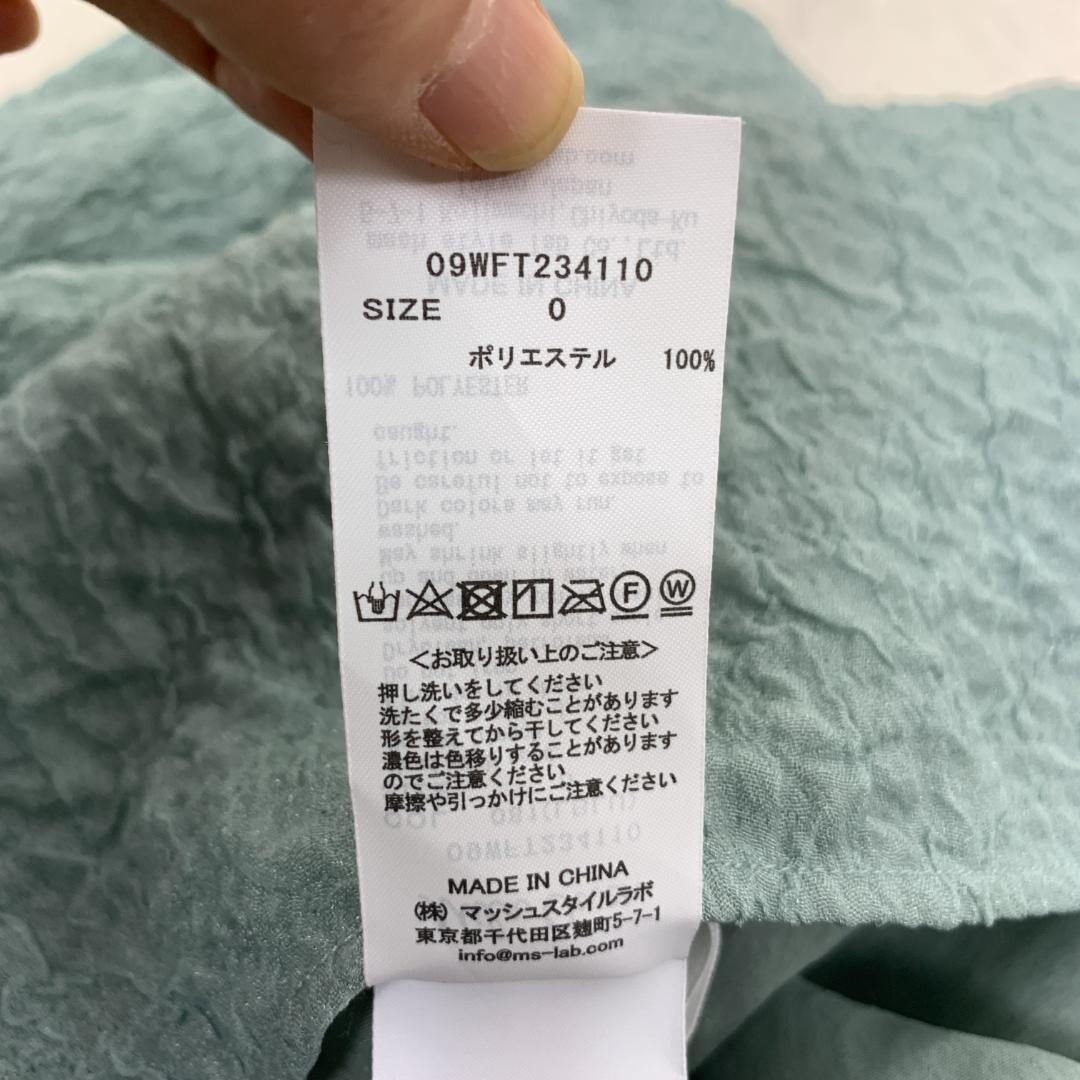 09WFT234110
SIZE 0
ポリエステル 100%
F W
<お取り扱い上のご注意>
押し洗いをしてください
洗たくで多少縮むことがあります
形を整えてから干してください
濃色は色移りすることがあります
のでご注意ください
摩擦や引っかけにご注意ください
MADE IN CHINA
(株) マッシュスタイルラボ
東京都千代田区麹町5-7-1
info@ms-lab.com